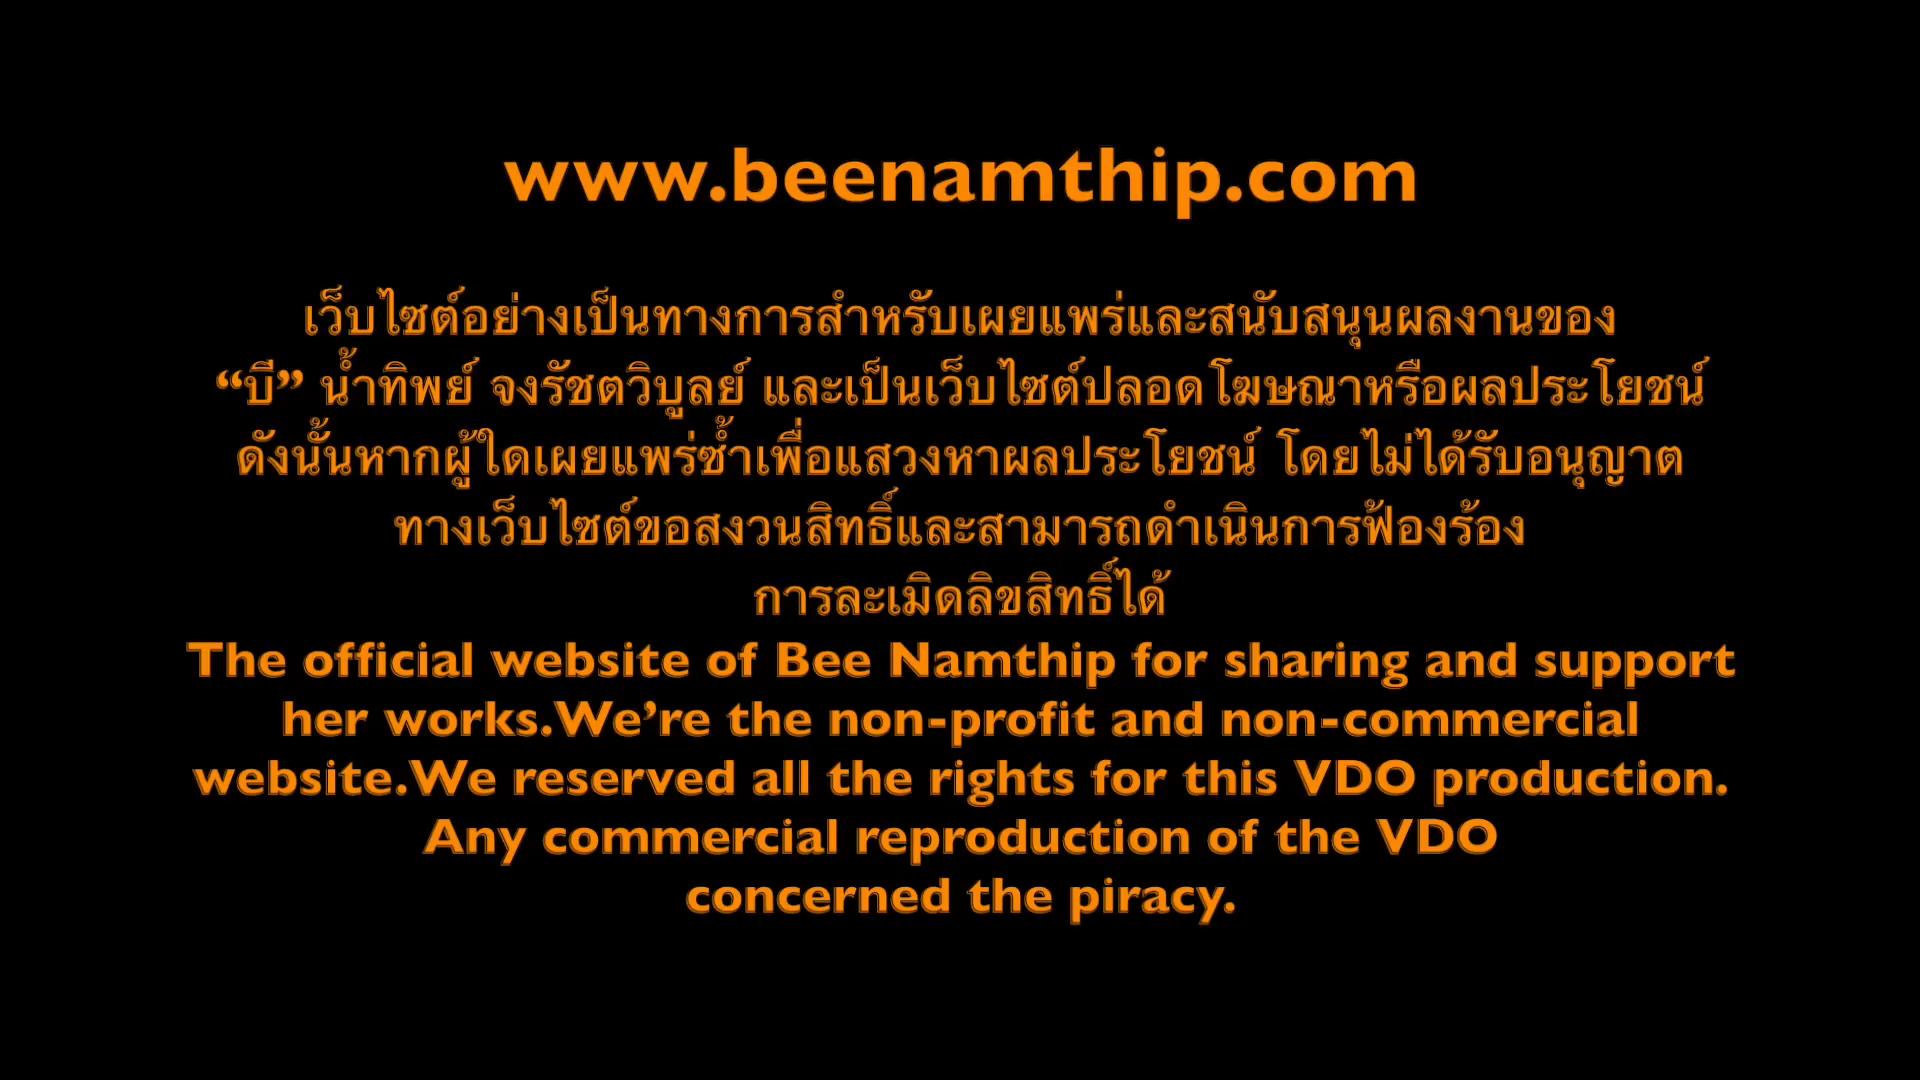 www.beenamthip.com
เว็บไซต์อย่างเป็นทางการสำหรับเผยแพร่และสนับสนุนผลงานของ
“บี” น้ำทิพย์ จงรัชตวิบูลย์ และเป็นเว็บไซต์ปลอดโฆษณาหรือผลประโยชน์
ดังนั้นหากผู้ใดเผยแพร่ซ้ำเพื่อแสวงหาผลประโยชน์ โดยไม่ได้รับอนุญาต
ทางเว็บไซต์ขอสงวนสิทธิ์และสามารถดำเนินการฟ้องร้อง
การละเมิดลิขสิทธิ์ได้
The official website of Bee Namthip for sharing and support
her works.We’re the non-profit and non-commercial
website.We reserved all the rights for this VDO production.
Any commercial reproduction of the VDO
concerned the piracy.